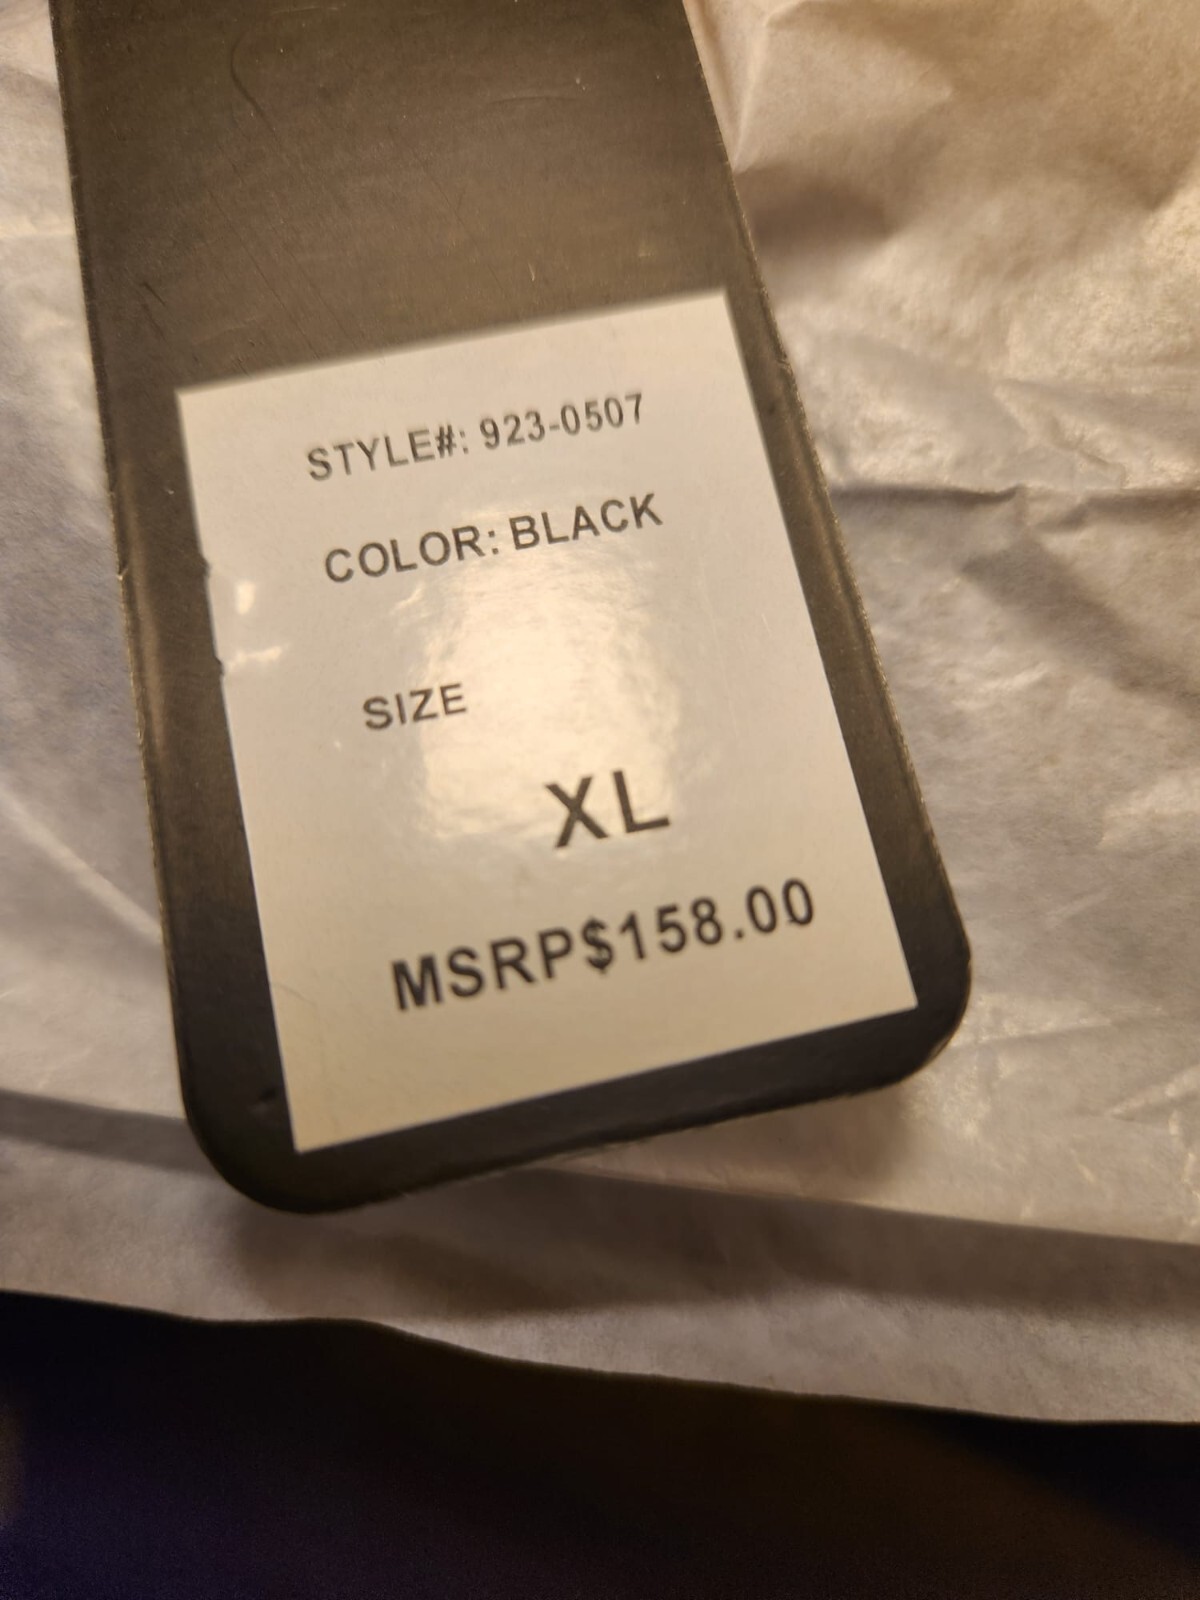 STYLE#: 923-0507
COLOR: BLACK
SIZE
XL
MSRP$158.00